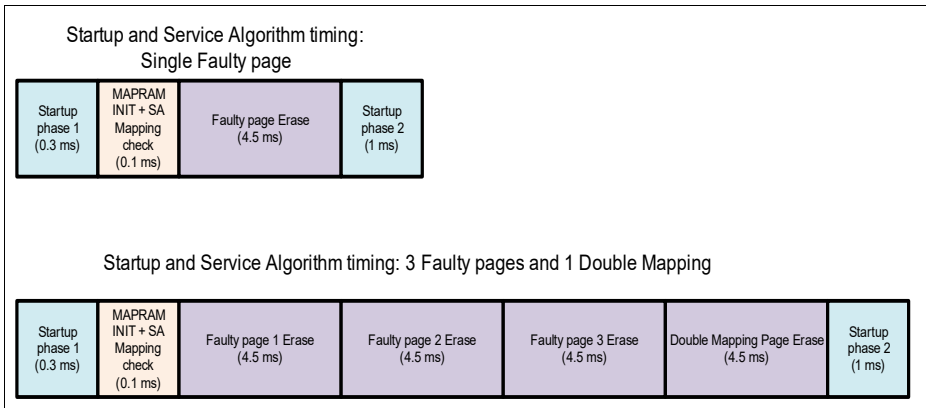 Startup and Service Algorithm timing:
Single Faulty page
Startup
phase 1
(0.3 ms)
MAPRAM
INIT + SA
Mapping
check
(0.1 ms)
Faulty page Erase
(4.5 ms)
Startup
phase 2
(1 ms)
Startup and Service Algorithm timing: 3 Faulty pages and 1 Double Mapping
Startup
phase 1
(0.3 ms)
MAPRAM
INIT + SA
Mapping
check
(0.1 ms)
Faulty page 1 Erase
(4.5 ms)
Faulty page 2 Erase
(4.5 ms)
Faulty page 3 Erase
(4.5 ms)
Double Mapping Page Erase
(4.5 ms)
Startup
phase 2
(1 ms)